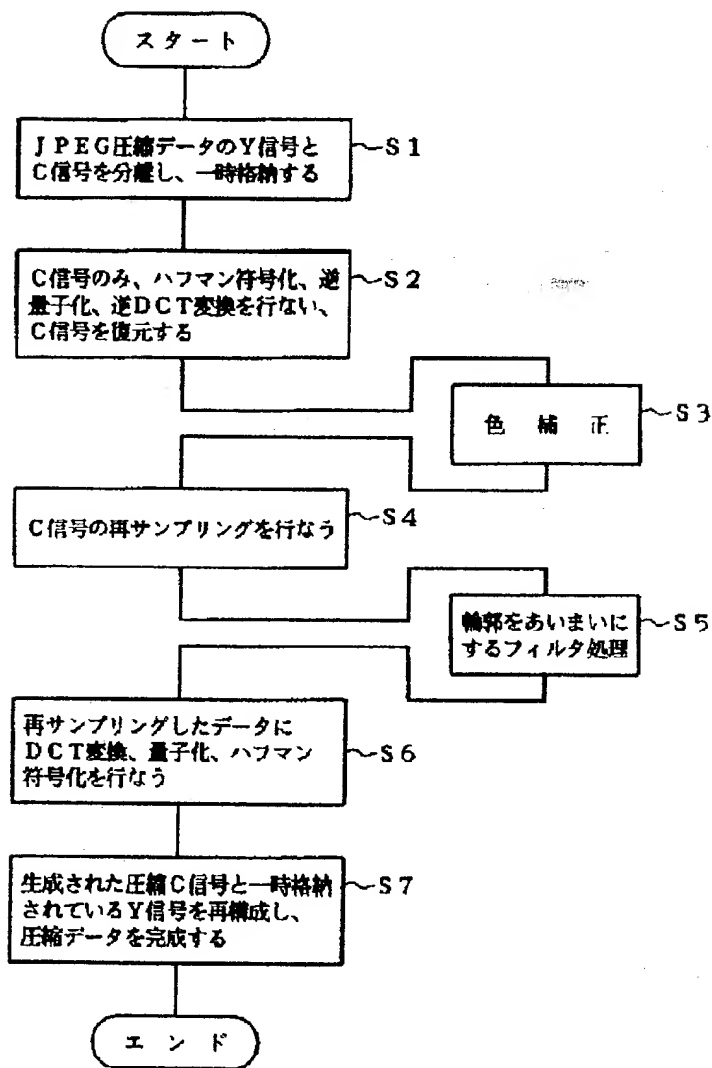 スタート
JPEG圧縮データのY信号と
C信号を分離し、一時格納する
~S1
C信号のみ、ハフマン符号化、逆
量子化、逆DCT変換を行ない、
C信号を復元する
~S2
色補正
~S3
C信号の再サンプリングを行なう
~S4
輪郭をあいまいに
するフィルタ処理
~S5
再サンプリングしたデータに
DCT変換、量子化、ハフマン
符号化を行なう
~S6
生成された圧縮C信号と一時格納
されているY信号を再構成し、
圧縮データを完成する
~S7
エンド